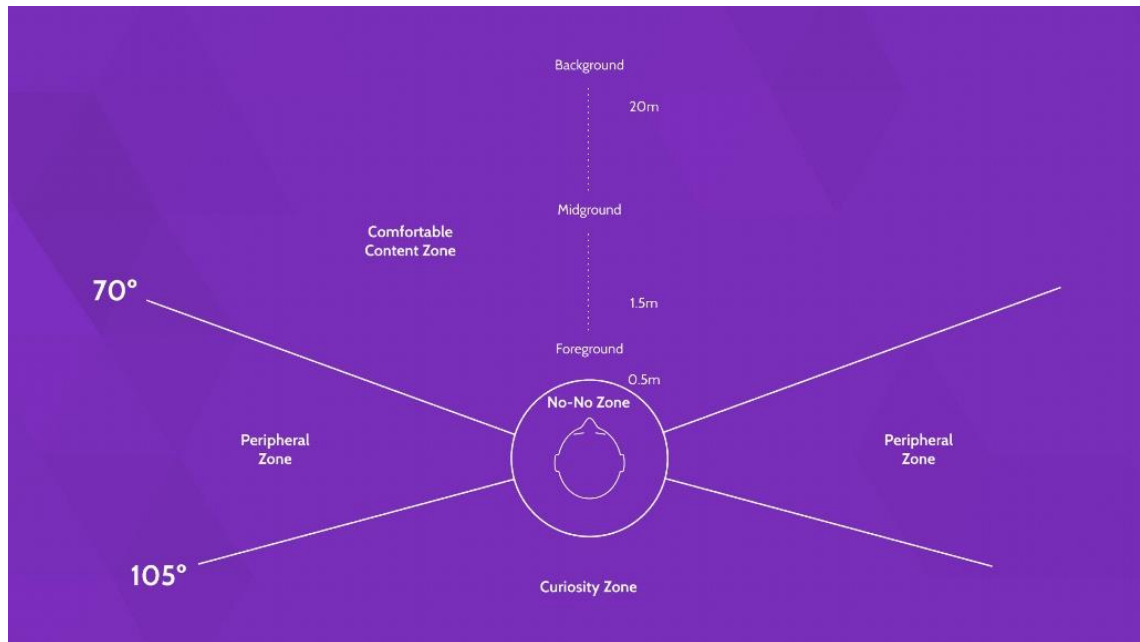 Background
20m
Midground
Comfortable
Content Zone
70°
1.5m
Foreground
0.5m
No-No Zone
Peripheral
Zone
Peripheral
Zone
105°
Curiosity Zone